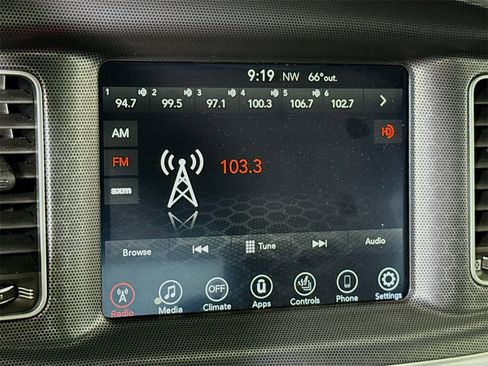 9:19 NW 66° out.
1 2 3 4 5 6
94.7 99.5 97.1 100.3 106.7 102.7
AM
FM
sxm
103.3
Browse Tune Audio
OFF
Radio Media Climate Apps Controls Phone Settings